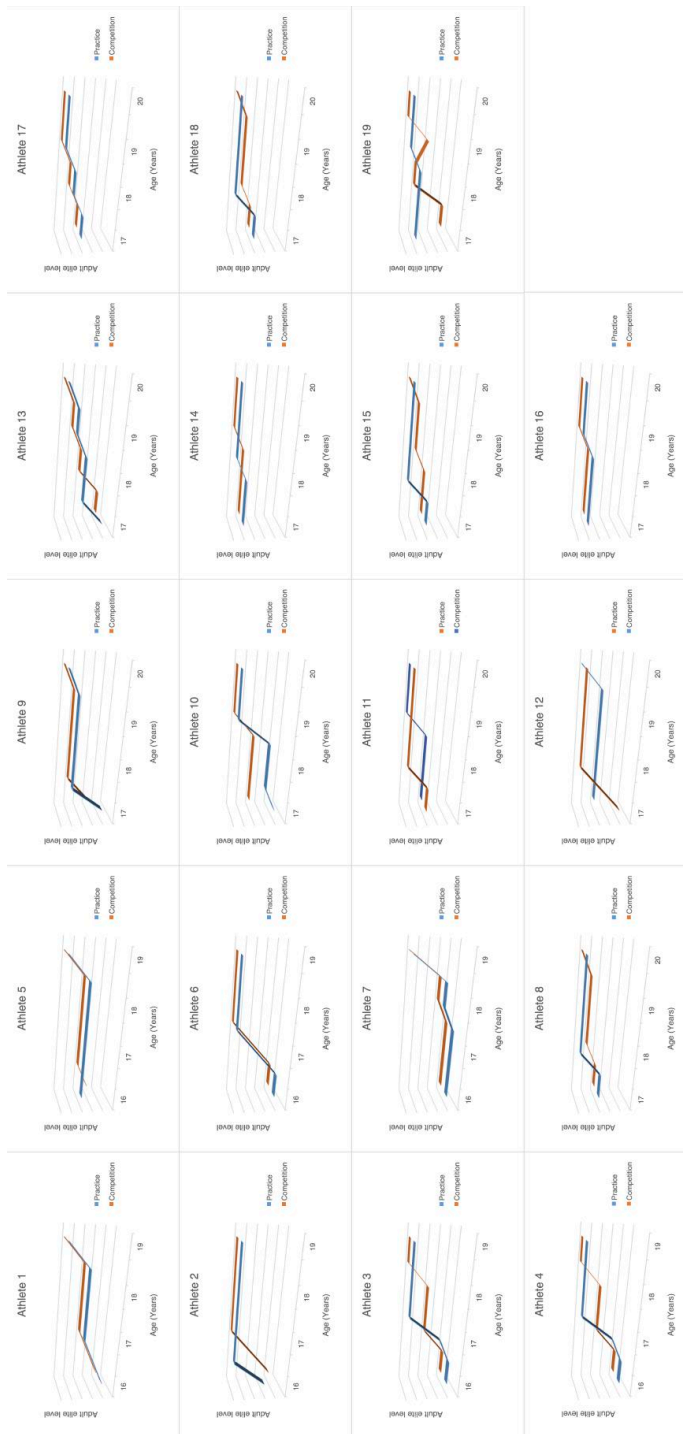 Athlete 1
Adult elite level
Practice
Competition
16 17 18 19
Age (Years)
Athlete 5
Adult elite level
Practice
Competition
16 17 18 19
Age (Years)
Athlete 9
Adult elite level
Practice
Competition
17 18 19 20
Age (Years)
Athlete 13
Adult elite level
Practice
Competition
17 18 19 20
Age (Years)
Athlete 17
Adult elite level
Practice
Competition
17 18 19 20
Age (Years)
Athlete 2
Adult elite level
Practice
Competition
16 17 18 19
Age (Years)
Athlete 6
Adult elite level
Practice
Competition
16 17 18 19
Age (Years)
Athlete 10
Adult elite level
Practice
Competition
17 18 19 20
Age (Years)
Athlete 14
Adult elite level
Practice
Competition
17 18 19 20
Age (Years)
Athlete 18
Adult elite level
Practice
Competition
17 18 19 20
Age (Years)
Athlete 3
Adult elite level
Practice
Competition
16 17 18 19
Age (Years)
Athlete 7
Adult elite level
Practice
Competition
16 17 18 19
Age (Years)
Athlete 11
Adult elite level
Practice
Competition
17 18 19 20
Age (Years)
Athlete 15
Adult elite level
Practice
Competition
17 18 19 20
Age (Years)
Athlete 19
Adult elite level
Practice
Competition
17 18 19 20
Age (Years)
Athlete 4
Adult elite level
Practice
Competition
16 17 18 19
Age (Years)
Athlete 8
Adult elite level
Practice
Competition
17 18 19 20
Age (Years)
Athlete 12
Adult elite level
Practice
Competition
17 18 19 20
Age (Years)
Athlete 16
Adult elite level
Practice
Competition
17 18 19 20
Age (Years)